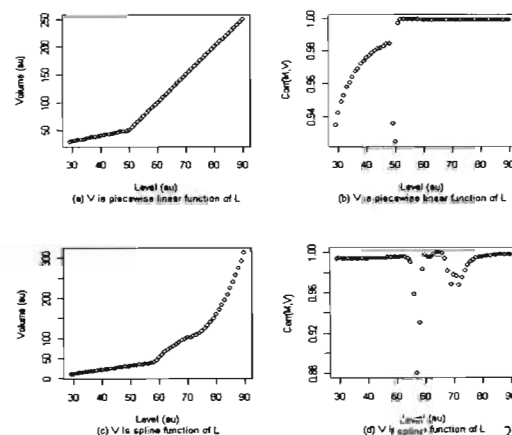 Volume (au)
50 100 150 200 250
30 40 50 60 70 80 90
Level (au)
(a) V is piecewise linear function of L
Corr(M,V)
0.94 0.96 0.98 1.00
30 40 50 60 70 80 90
Level (au)
(b) V is piecewise linear function of L
Volume (au)
0 50 100 200 300
30 40 50 60 70 80 90
Level (au)
(c) V is spline function of L
Corr(M,V)
0.88 0.92 0.96 1.00
30 40 50 60 70 80 90
Level (au)
(d) V is spline function of L